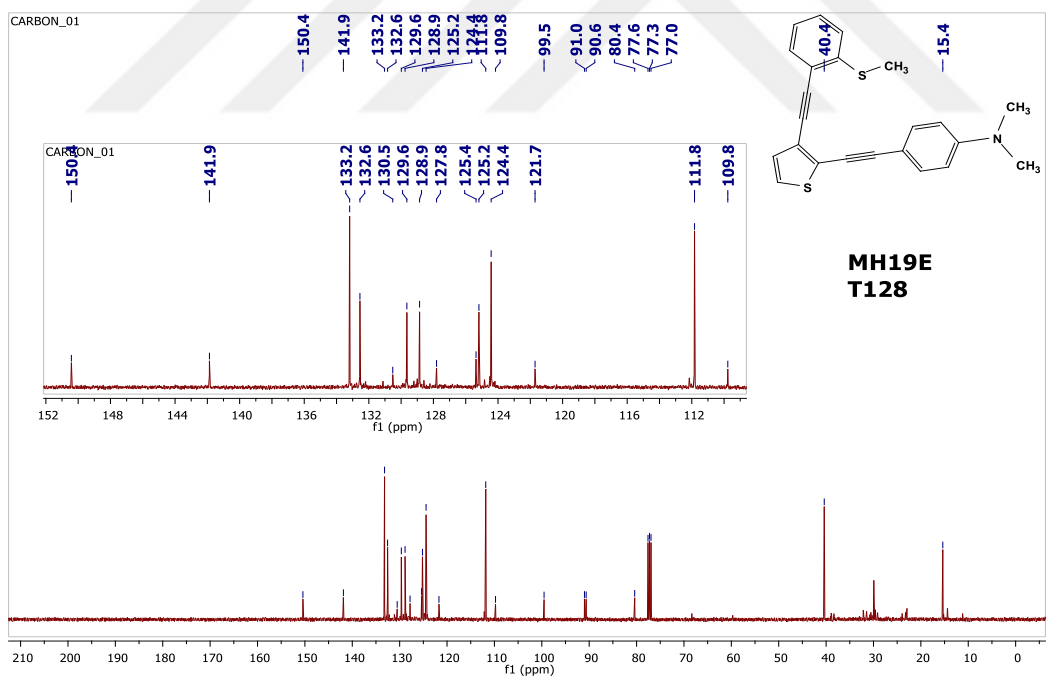 CARBON_01
150.4 141.9 133.2 132.6 129.6 128.9 125.2 124.4 111.8 109.8 99.5 91.0 90.6 80.4 77.6 77.3 77.0 40.4 15.4
S CH3
CH3
N
CH3
S
CARBON_01
150.4 141.9 133.2 132.6 130.5 129.6 128.9 127.8 125.4 125.2 124.4 121.7 111.8 109.8
MH19E
T128
152 148 144 140 136 132 128 124 120 116 112
f1 (ppm)
210 200 190 180 170 160 150 140 130 120 110 100 90 80 70 60 50 40 30 20 10 0
f1 (ppm)